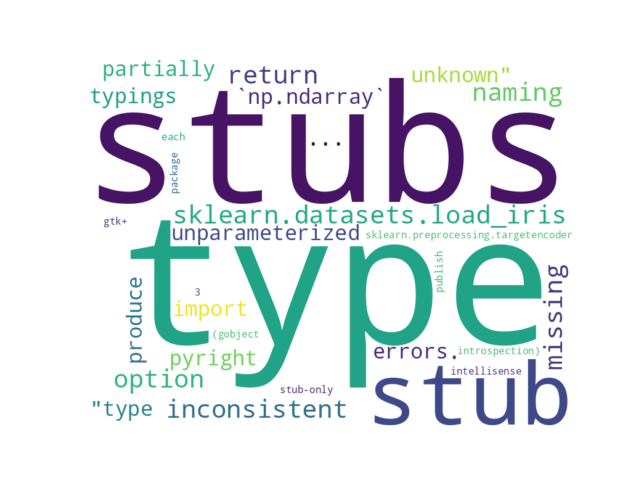 partially
return
unknown"
typings
`np.ndarray`
naming
stubs
...
each
package
gtk+
sklearn.datasets.load_iris
unparameterized
sklearn.preprocessing.targetencoder
type
publish
missing
produce
3
import
(gobject
pyright
errors.
introspection)
option
stub-only
intellisense
stub
"type
inconsistent